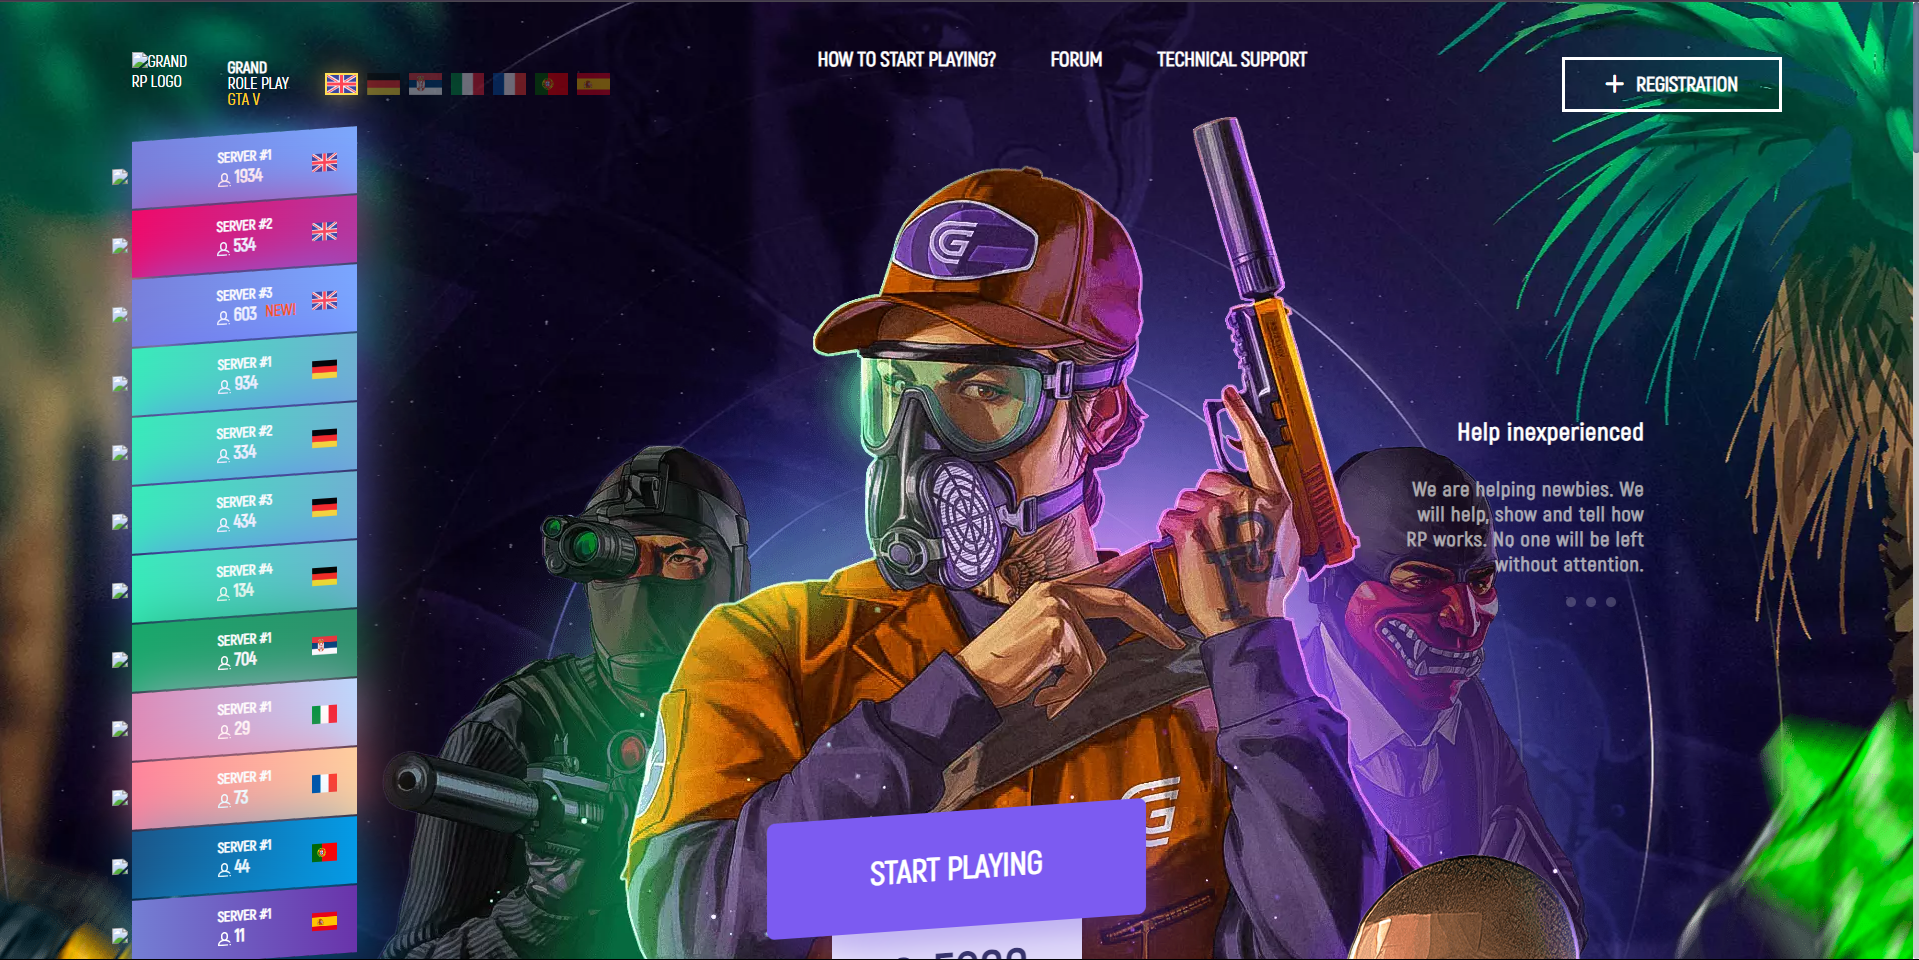 GRAND
RP LOGO
GRAND
ROLE PLAY
GTA V
HOW TO START PLAYING?
FORUM
TECHNICAL SUPPORT
REGISTRATION
SERVER #1
1934
SERVER #2
534
SERVER #3
603 NEW!
SERVER #1
934
SERVER #2
334
SERVER #3
434
SERVER #4
134
SERVER #1
704
SERVER #1
29
SERVER #1
73
SERVER #1
44
SERVER #1
11
Help inexperienced
We are helping newbies. We
will help, show and tell how
RP works. No one will be left
without attention.
START PLAYING